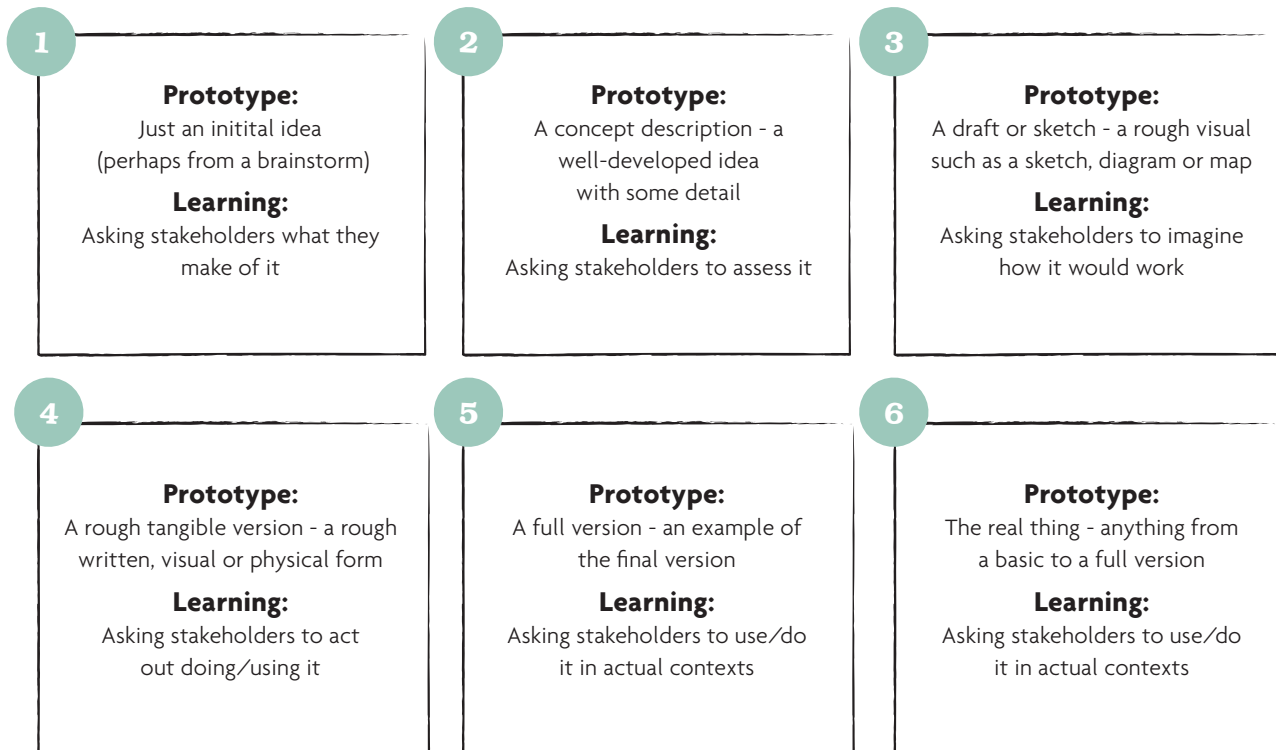 1
Prototype:
Just an initital idea
(perhaps from a brainstorm)
Learning:
Asking stakeholders what they
make of it
2
Prototype:
A concept description - a
well-developed idea
with some detail
Learning:
Asking stakeholders to assess it
3
Prototype:
A draft or sketch - a rough visual
such as a sketch, diagram or map
Learning:
Asking stakeholders to imagine
how it would work
4
Prototype:
A rough tangible version - a rough
written, visual or physical form
Learning:
Asking stakeholders to act
out doing/using it
5
Prototype:
A full version - an example of
the final version
Learning:
Asking stakeholders to use/do
it in actual contexts
6
Prototype:
The real thing - anything from
a basic to a full version
Learning:
Asking stakeholders to use/do
it in actual contexts